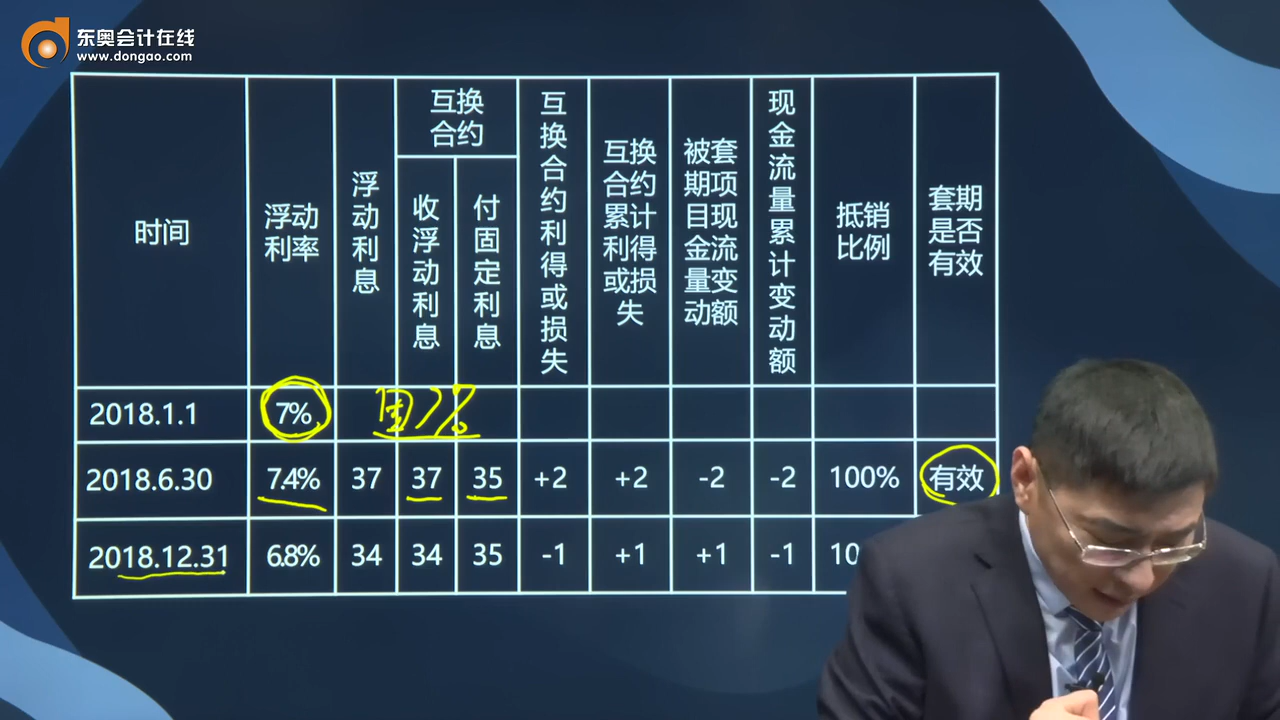 东奥会计在线
www.dongao.com
时间
浮动
利率
浮
动
利
息
互换
合约
收
浮
动
利
息
付
固
定
利
息
互
换
合
约
利
得
或
损
失
互换
合约
累计
利得
或损
失
被套
期项
目现
金流
量变
动额
现
金
流
量
累
计
变
动
额
抵销
比例
套期
是否
有效
2018.1.1 7% 固 7%
2018.6.30 7.4% 37 37 35 +2 +2 -2 -2 100% 有效
2018.12.31 6.8% 34 34 35 -1 +1 +1 -1 10